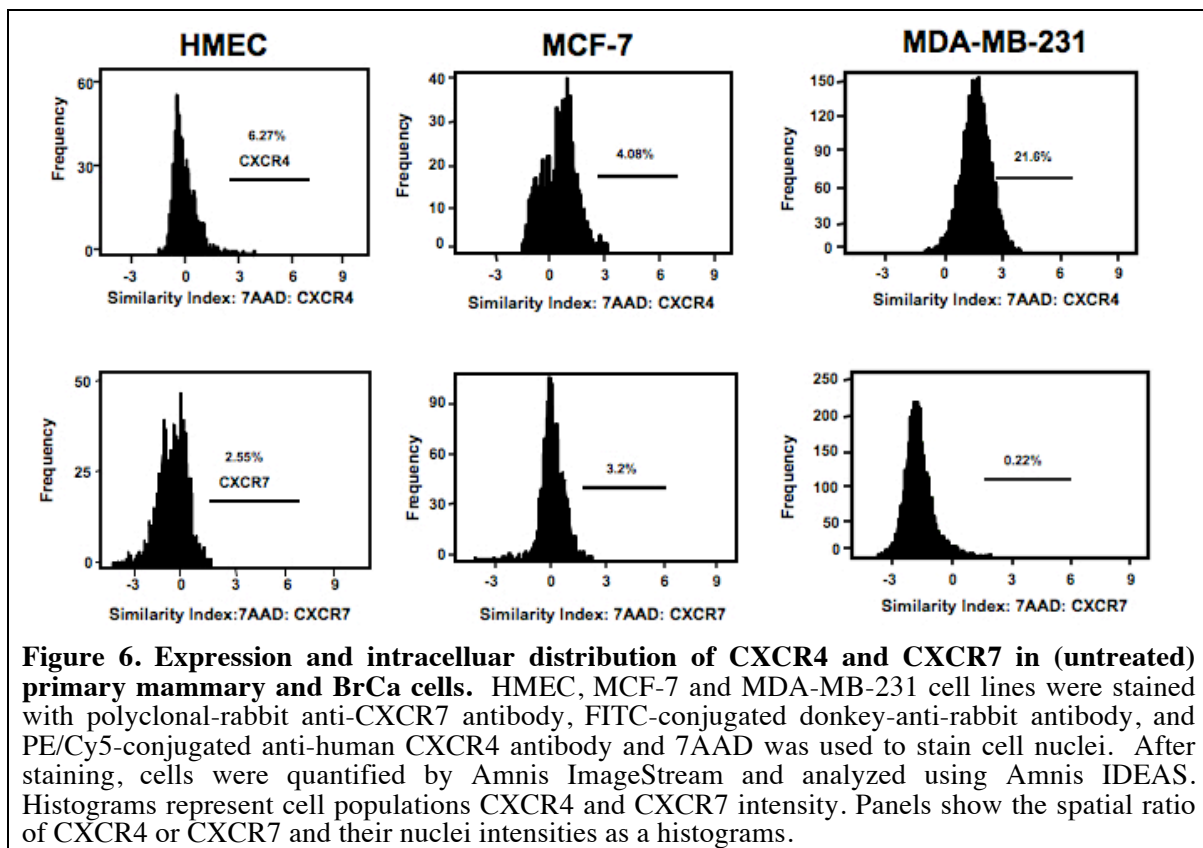 HMEC
MCF-7
MDA-MB-231
60
30
0
Frequency
6.27%
CXCR4
-3 0 3 6 9
Similarity Index: 7AAD: CXCR4
40
30
20
10
0
Frequency
4.08%
-3 0 3 6 9
Similarity Index: 7AAD: CXCR4
150
120
90
60
30
0
Frequency
21.6%
-3 0 3 6 9
Similarity Index: 7AAD: CXCR4
50
25
0
Frequency
2.55%
CXCR7
-3 0 3 6 9
Similarity Index:7AAD: CXCR7
90
60
30
0
Frequency
3.2%
-3 0 3 6 9
Similarity Index: 7AAD: CXCR7
250
200
150
100
50
0
Frequency
0.22%
-3 0 3 6 9
Similarity Index: 7AAD: CXCR7
Figure 6. Expression and intracelluar distribution of CXCR4 and CXCR7 in (untreated)
primary mammary and BrCa cells. HMEC, MCF-7 and MDA-MB-231 cell lines were stained
with polyclonal-rabbit anti-CXCR7 antibody, FITC-conjugated donkey-anti-rabbit antibody, and
PE/Cy5-conjugated anti-human CXCR4 antibody and 7AAD was used to stain cell nuclei. After
staining, cells were quantified by Amnis ImageStream and analyzed using Amnis IDEAS.
Histograms represent cell populations CXCR4 and CXCR7 intensity. Panels show the spatial ratio
of CXCR4 or CXCR7 and their nuclei intensities as a histograms.